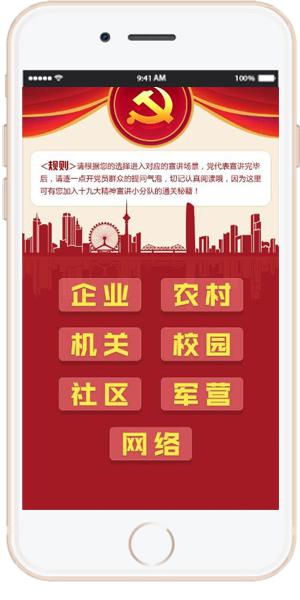 9:41 AM 100%
<规则>请根据您的选择进入对应的宣讲场景，党代表宣讲完毕
后，请逐一点开党员群众的提问气泡，切记认真阅读哦，因为这里
可有您加入十九大精神宣讲小分队的通关秘籍！
企业 农村
机关 校园
社区 军营
网络